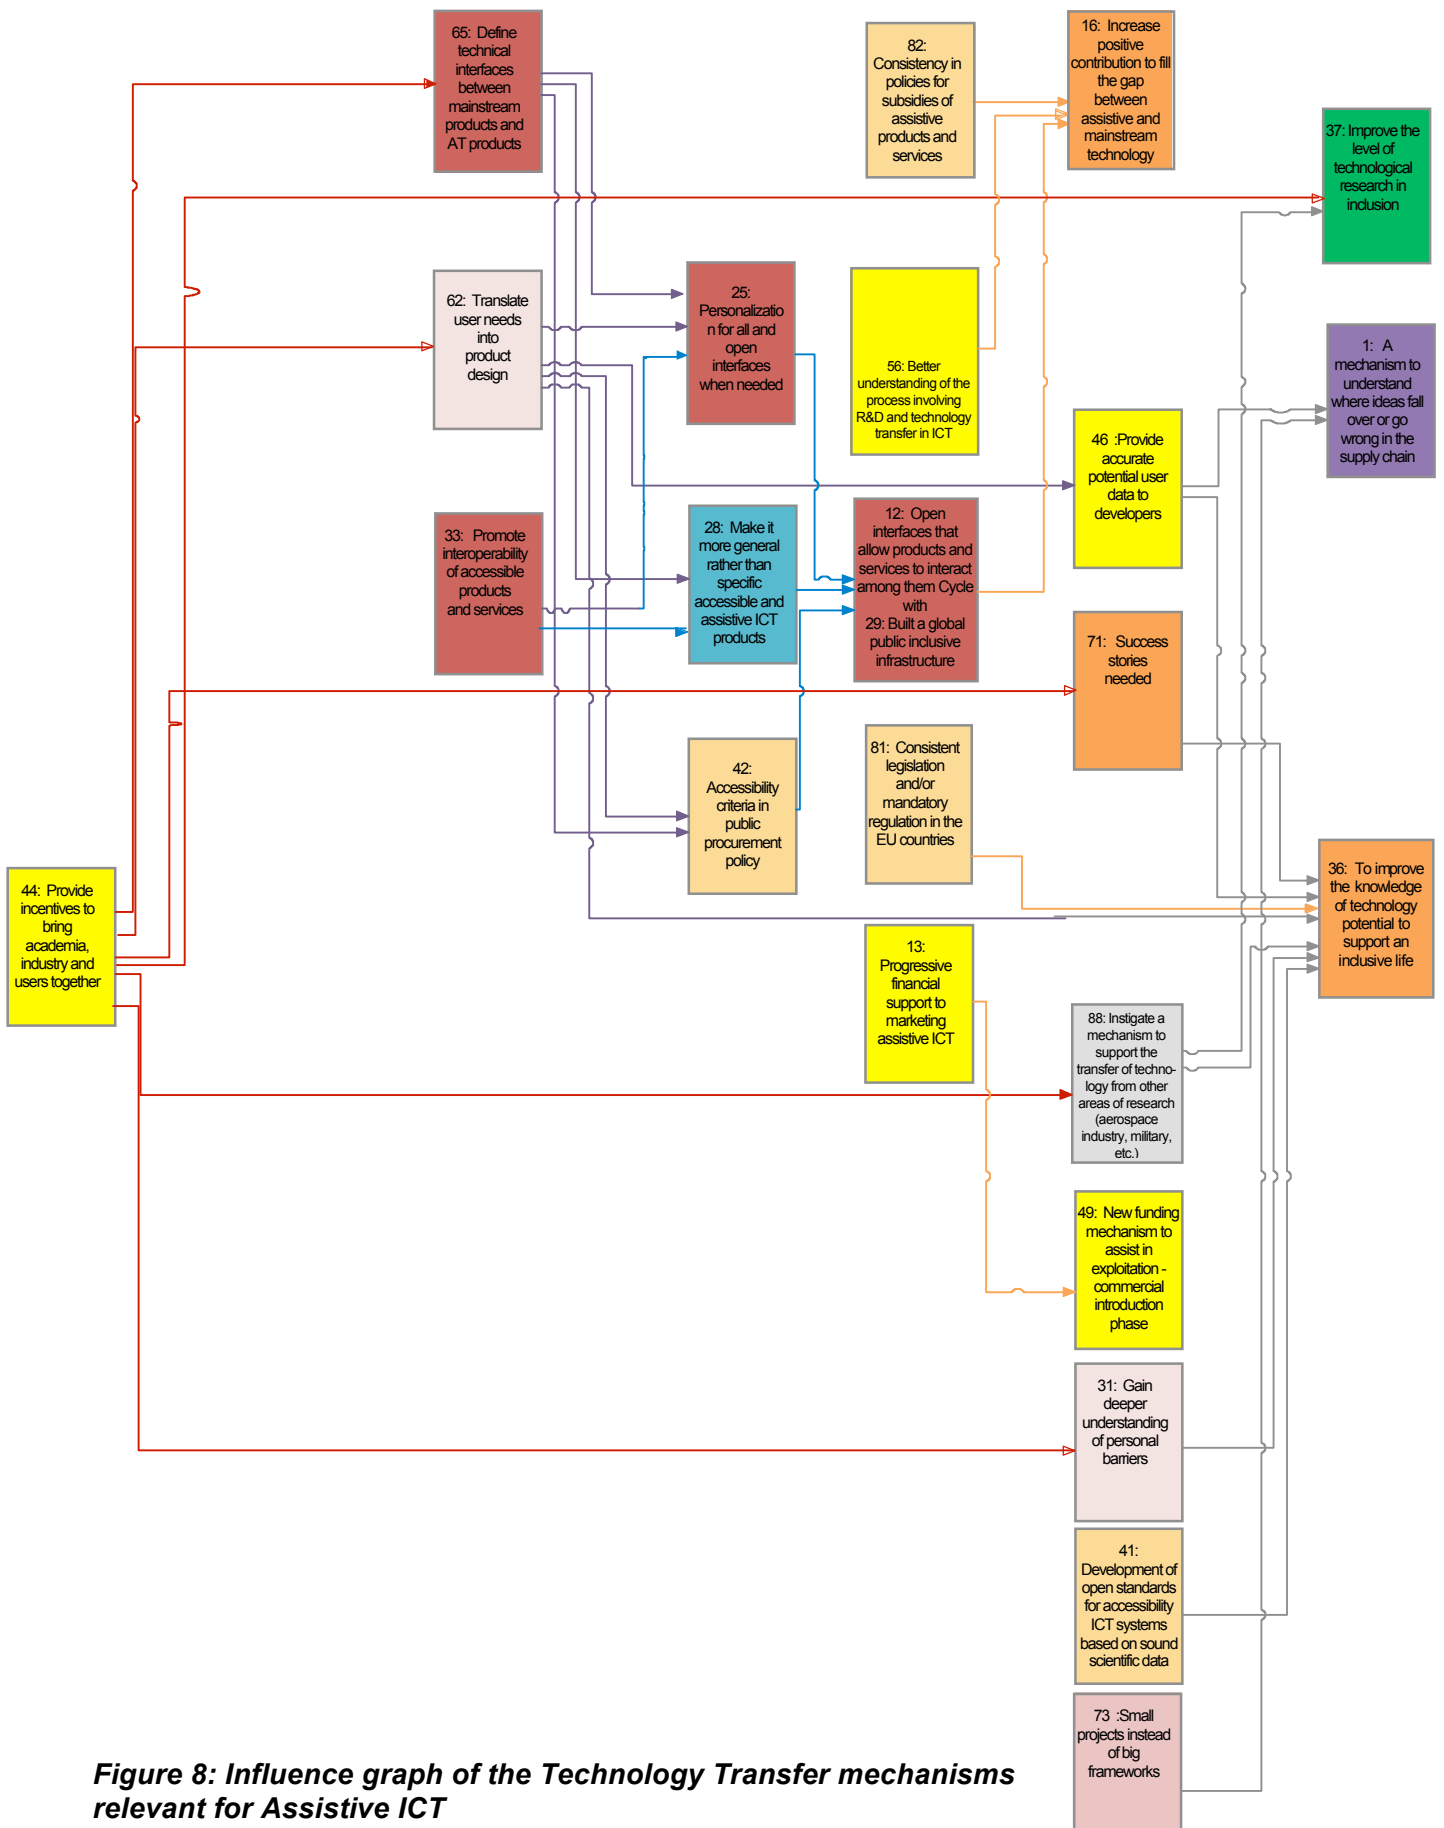 65: Define
technical
interfaces
between
mainstream
products and
AT products
82:
Consistency in
policies for
subsidies of
assistive
products and
services
16: Increase
positive
contribution to fill
the gap
between
assistive and
mainstream
technology
37: Improve the
level of
technological
research in
inclusion
62: Translate
user needs
into
product
design
25:
Personalizatio
n for all and
open
interfaces
when needed
56: Better
understanding of the
process involving
R&D and technology
transfer in ICT
1: A
mechanism to
understand
where ideas fall
over or go
wrong in the
supply chain
46 :Provide
accurate
potential user
data to
developers
33: Promote
interoperability
of accessible
products
and services
28: Make it
more general
rather than
specific
accessible and
assistive ICT
products
12: Open
interfaces that
allow products and
services to interact
among them Cycle
with
29: Built a global
public inclusive
infrastructure
71: Success
stories
needed
42:
Accessibility
criteria in
public
procurement
policy
81: Consistent
legislation
and/or
mandatory
regulation in the
EU countries
44: Provide
incentives to
bring
academia,
industry and
users together
36: To improve
the knowledge
of technology
potential to
support an
inclusive life
13:
Progressive
financial
support to
marketing
assistive ICT
88: Instigate a
mechanism to
support the
transfer of techno-
logy from other
areas of research
(aerospace
industry, military,
etc.)
49: New funding
mechanism to
assist in
exploitation -
commercial
introduction
phase
31: Gain
deeper
understanding
of personal
barriers
41:
Development of
open standards
for accessibility
ICT systems
based on sound
scientific data
73 :Small
projects instead
of big
frameworks
Figure 8: Influence graph of the Technology Transfer mechanisms
relevant for Assistive ICT